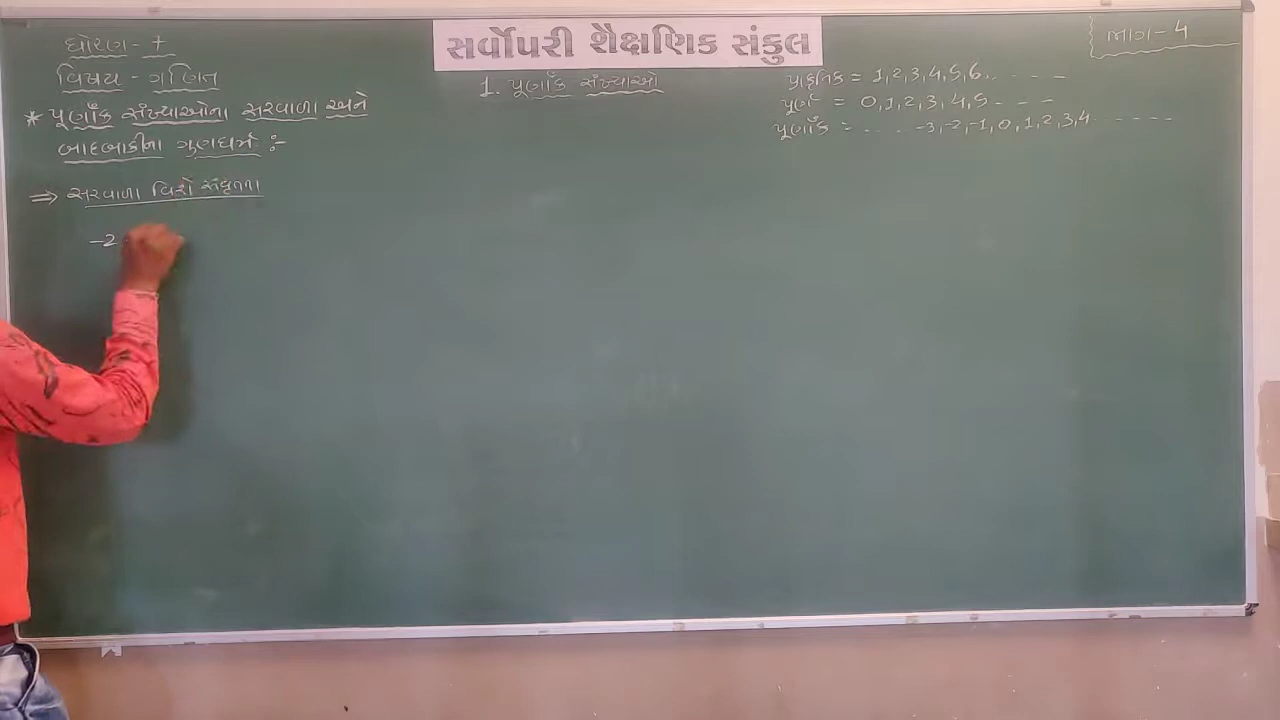 સર્વોપરી શૈક્ષણિક સંકુલ
ધોરણ - 7
વિષય - ગણિત
1. પૂર્ણાંક સંખ્યાઓ
ભાગ - 4
પ્રાકૃતિક = 1,2,3,4,5,6. . . . . –
પૂર્ણ = 0,1,2,3,4,5- - - –
પૂર્ણાંક = . . . . -3,-2,-1,0,1,2,3,4 - - - - -
* પૂર્ણાંક સંખ્યાઓના સરવાળા અને
બાદબાકીના ગુણધર્મ :-
⇒ સરવાળા વિશે સંવૃતતા
-2